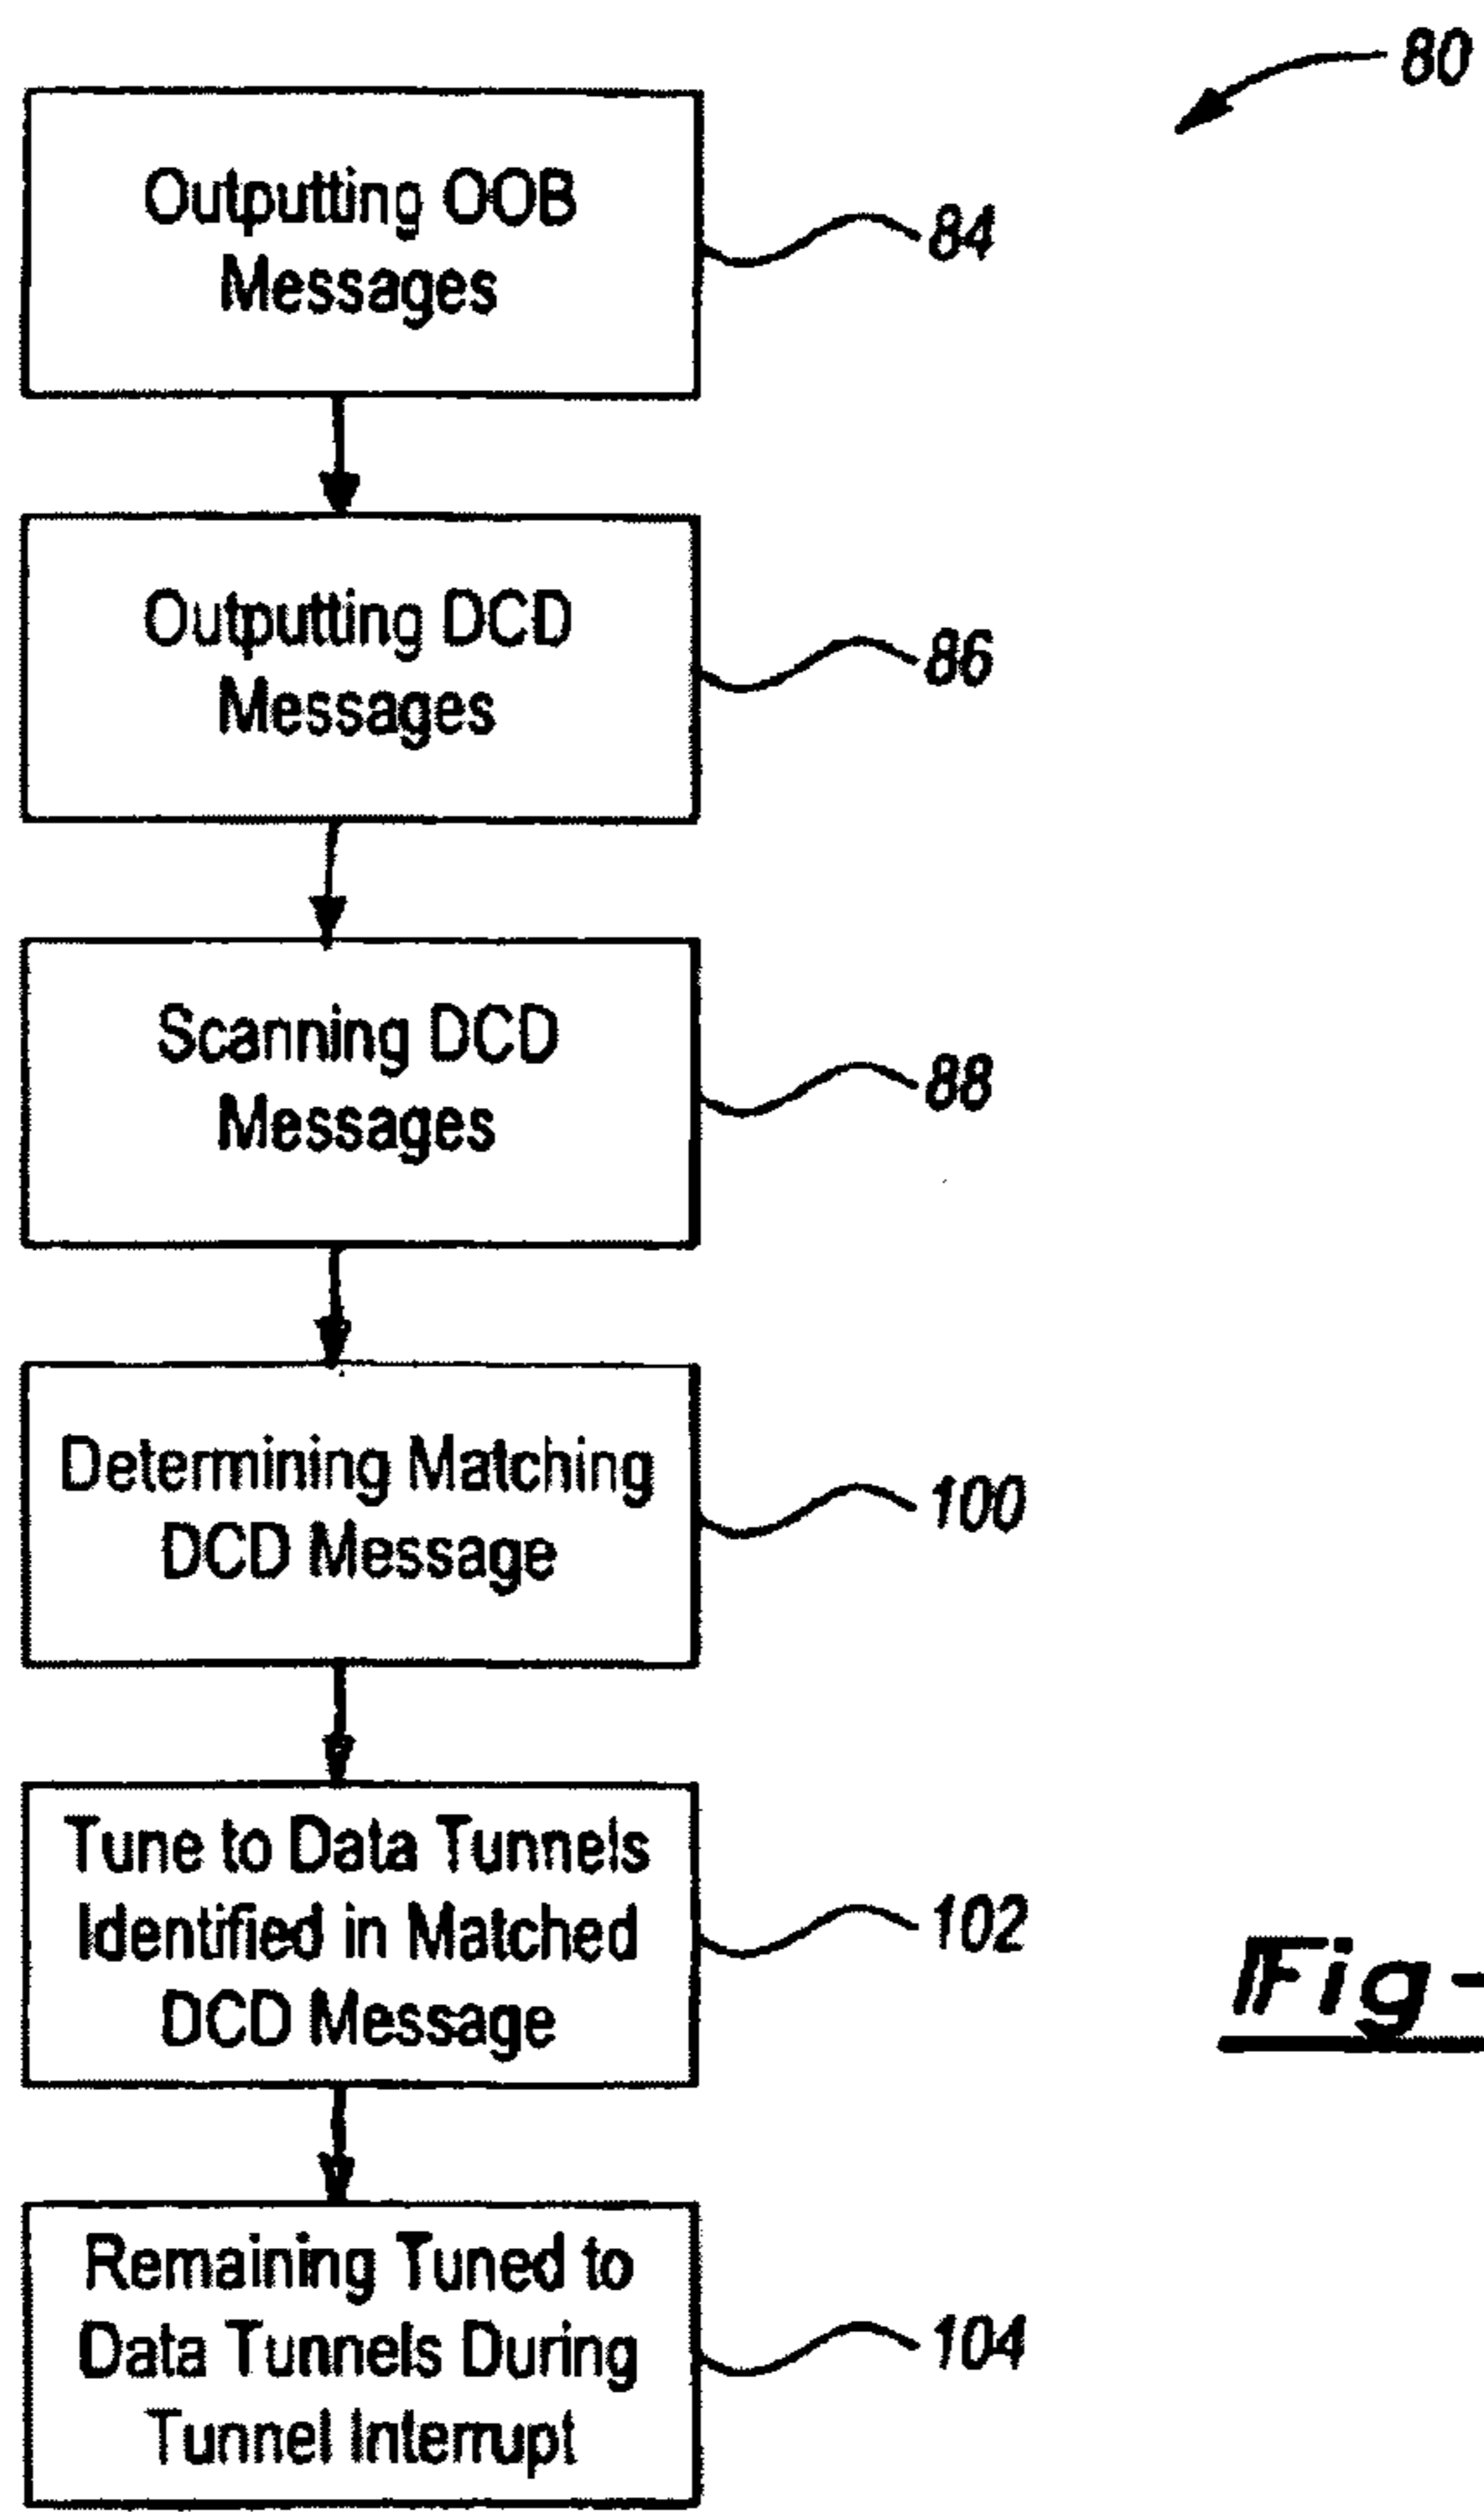 80
Outputting OOB
Messages
84
Outputting DCD
Messages
86
Scanning DCD
Messages
88
Determining Matching
DCD Message
100
Tune to Data Tunnels
Identified in Matched
DCD Message
102
Fig-
Remaining Tuned to
Data Tunnels During
Tunnel Interrupt
104